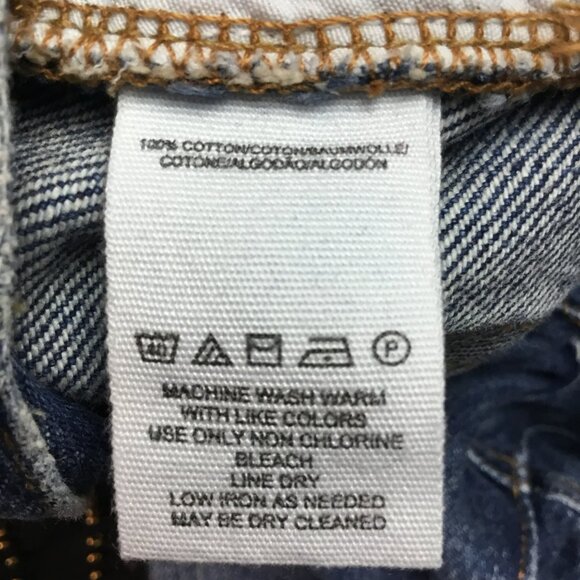 100% COTTON/COTON/BAUMWOLLE/
COTONE/ALGODÃO/ALGODÓN
40 P
MACHINE WASH WARM
WITH LIKE COLORS
USE ONLY NON CHLORINE
BLEACH
LINE DRY
LOW IRON AS NEEDED
MAY BE DRY CLEANED